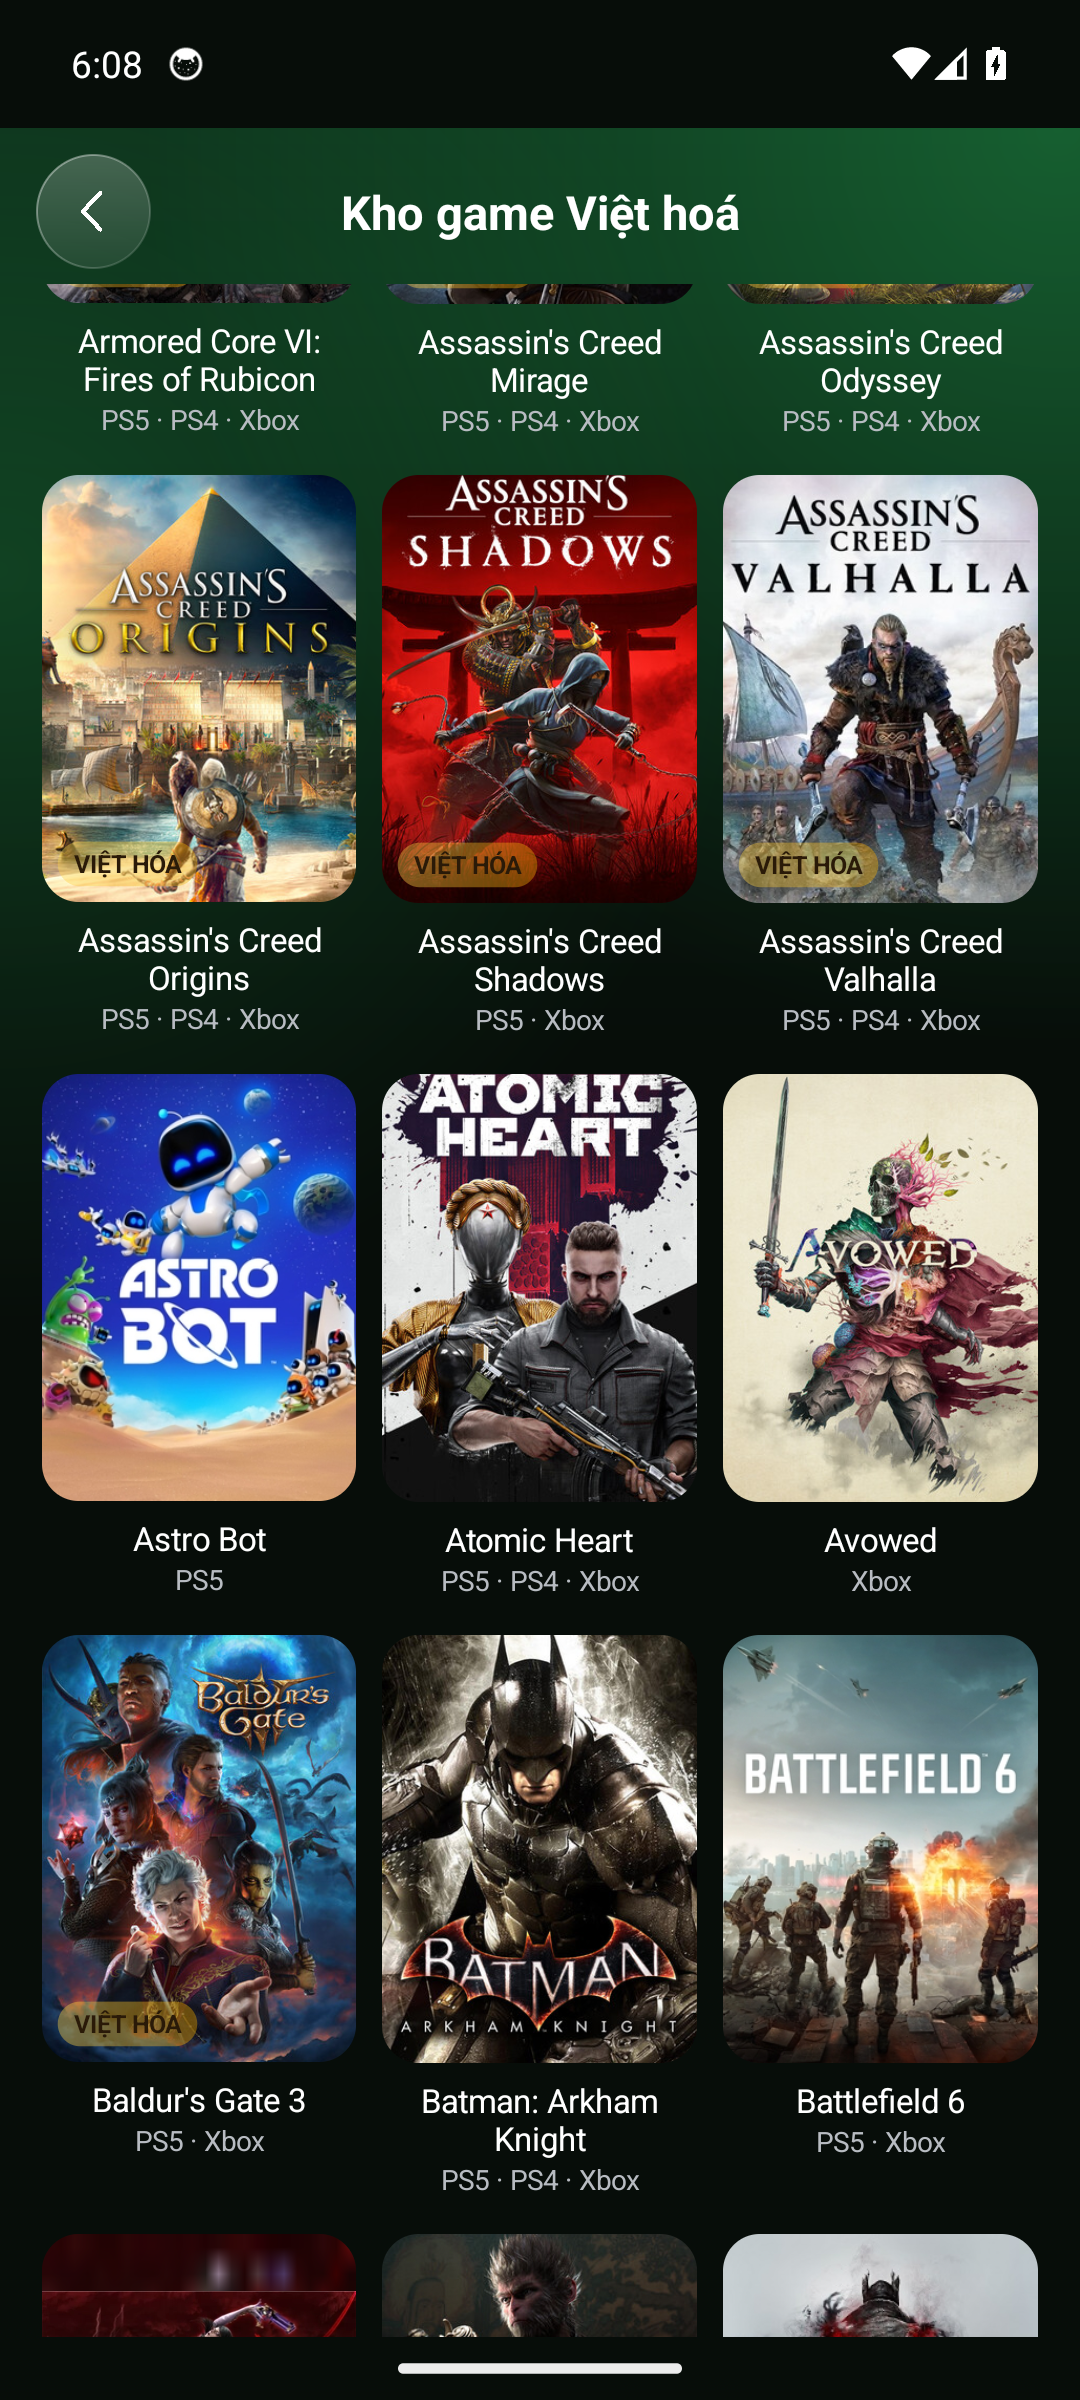 6:08
Kho game Việt hoá
Armored Core VI:
Fires of Rubicon
PS5 · PS4 · Xbox
Assassin's Creed
Mirage
PS5 · PS4 · Xbox
Assassin's Creed
Odyssey
PS5 · PS4 · Xbox
ASSASSIN'S
CREED
ORIGINS
VIỆT HÓA
ASSASSIN'S
CREED
SHADOWS
VIỆT HÓA
ASSASSIN'S
CREED
VALHALLA
VIỆT HÓA
Assassin's Creed
Origins
PS5 · PS4 · Xbox
Assassin's Creed
Shadows
PS5 · Xbox
Assassin's Creed
Valhalla
PS5 · PS4 · Xbox
ASTRO
BOT
ATOMIC
HEART
AVOWED
Astro Bot
PS5
Atomic Heart
PS5 · PS4 · Xbox
Avowed
Xbox
BALDUR'S
GATE
VIỆT HÓA
BATMAN
ARKHAM KNIGHT
BATTLEFIELD 6
Baldur's Gate 3
PS5 · Xbox
Batman: Arkham
Knight
PS5 · PS4 · Xbox
Battlefield 6
PS5 · Xbox